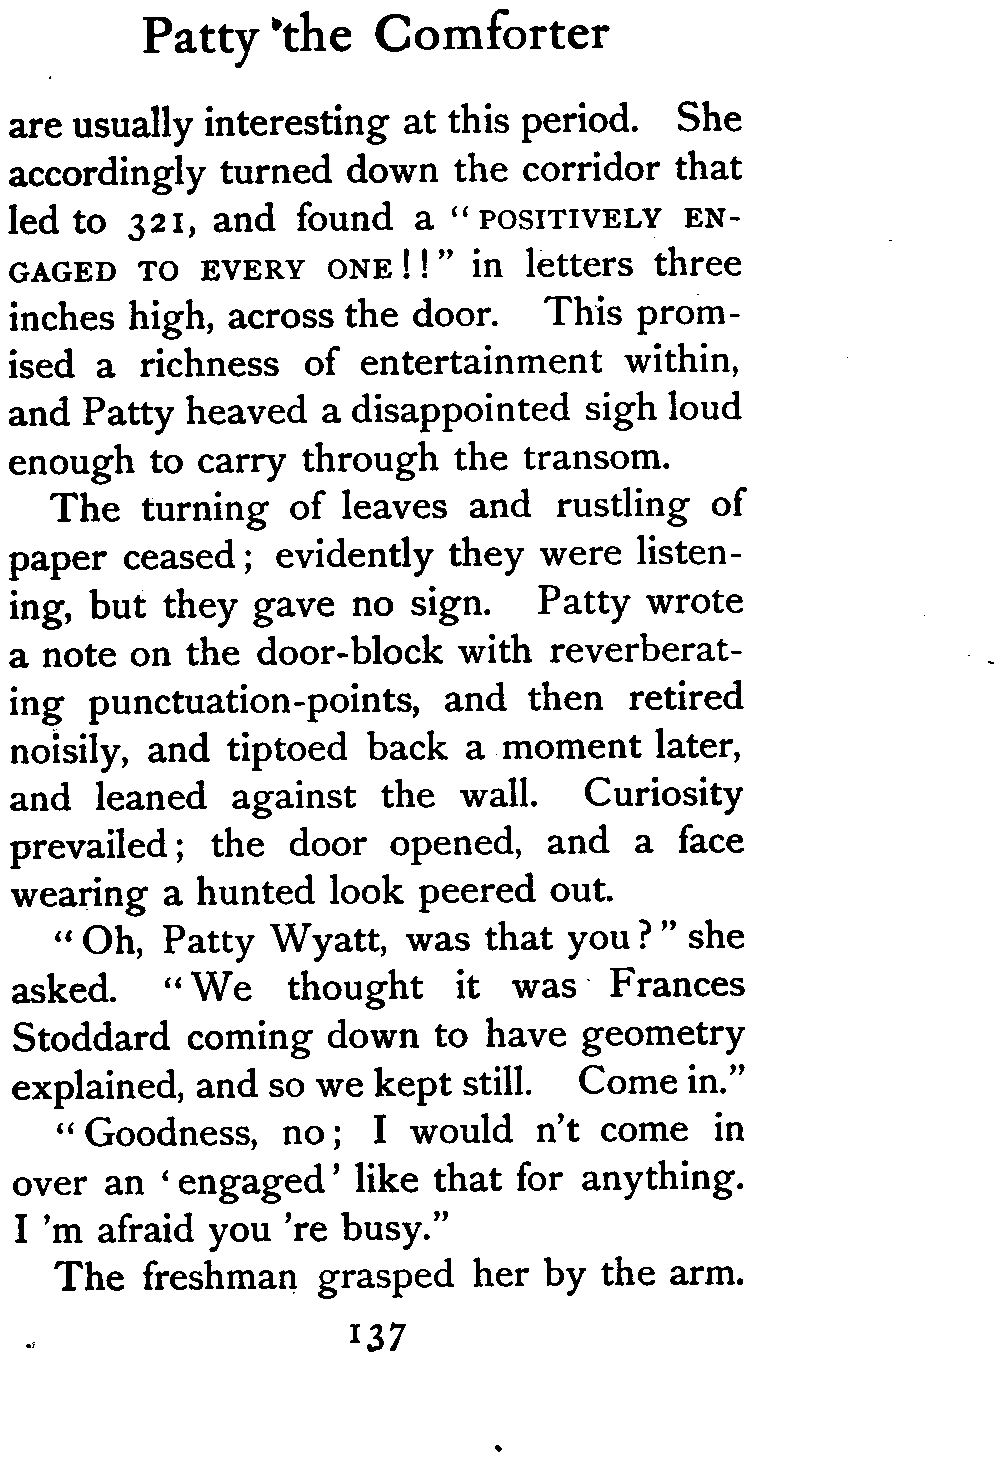 Patty the Comforter
are usually interesting at this period. She
accordingly turned down the corridor that
led to 321, and found a “POSITIVELY EN-
GAGED TO EVERY ONE!!” in letters three
inches high, across the door. This prom-
ised a richness of entertainment within,
and Patty heaved a disappointed sigh loud
enough to carry through the transom.
The turning of leaves and rustling of
paper ceased; evidently they were listen-
ing, but they gave no sign. Patty wrote
a note on the door-block with reverberat-
ing punctuation-points, and then retired
noisily, and tiptoed back a moment later,
and leaned against the wall. Curiosity
prevailed; the door opened, and a face
wearing a hunted look peered out.
“Oh, Patty Wyatt, was that you?” she
asked. “We thought it was Frances
Stoddard coming down to have geometry
explained, and so we kept still. Come in.”
“Goodness, no; I would n't come in
over an ‘engaged’ like that for anything.
I 'm afraid you 're busy.”
The freshman grasped her by the arm.
137